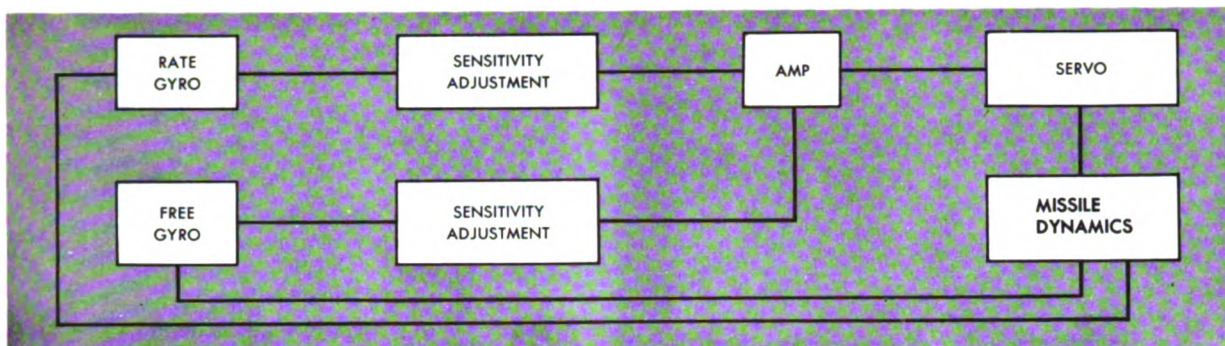 RATE
GYRO
SENSITIVITY
ADJUSTMENT
AMP
SERVO
FREE
GYRO
SENSITIVITY
ADJUSTMENT
MISSILE
DYNAMICS